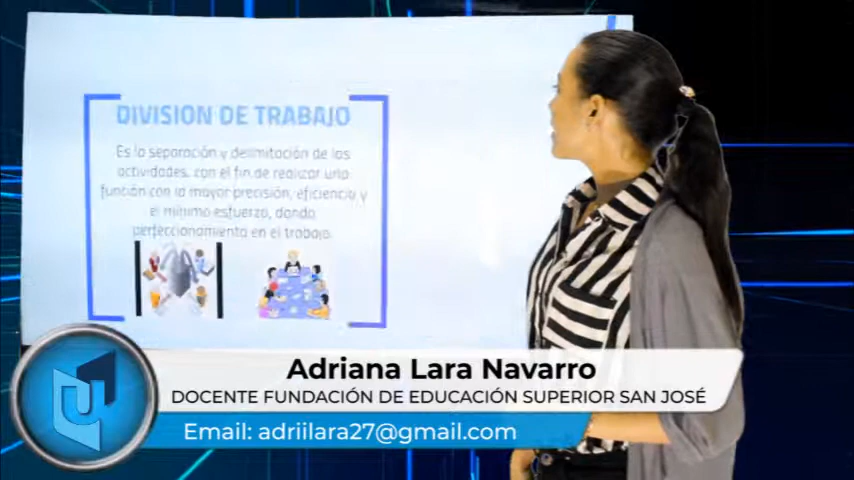 DIVISION DE TRABAJO
Es la separación y delimitación de las
actividades, con el fin de realizar una
función con la mayor precisión, eficiencia y
el mínimo esfuerzo, dando
perfeccionamiento en el trabajo.
Adriana Lara Navarro
DOCENTE FUNDACIÓN DE EDUCACIÓN SUPERIOR SAN JOSÉ
Email: adriilara27@gmail.com